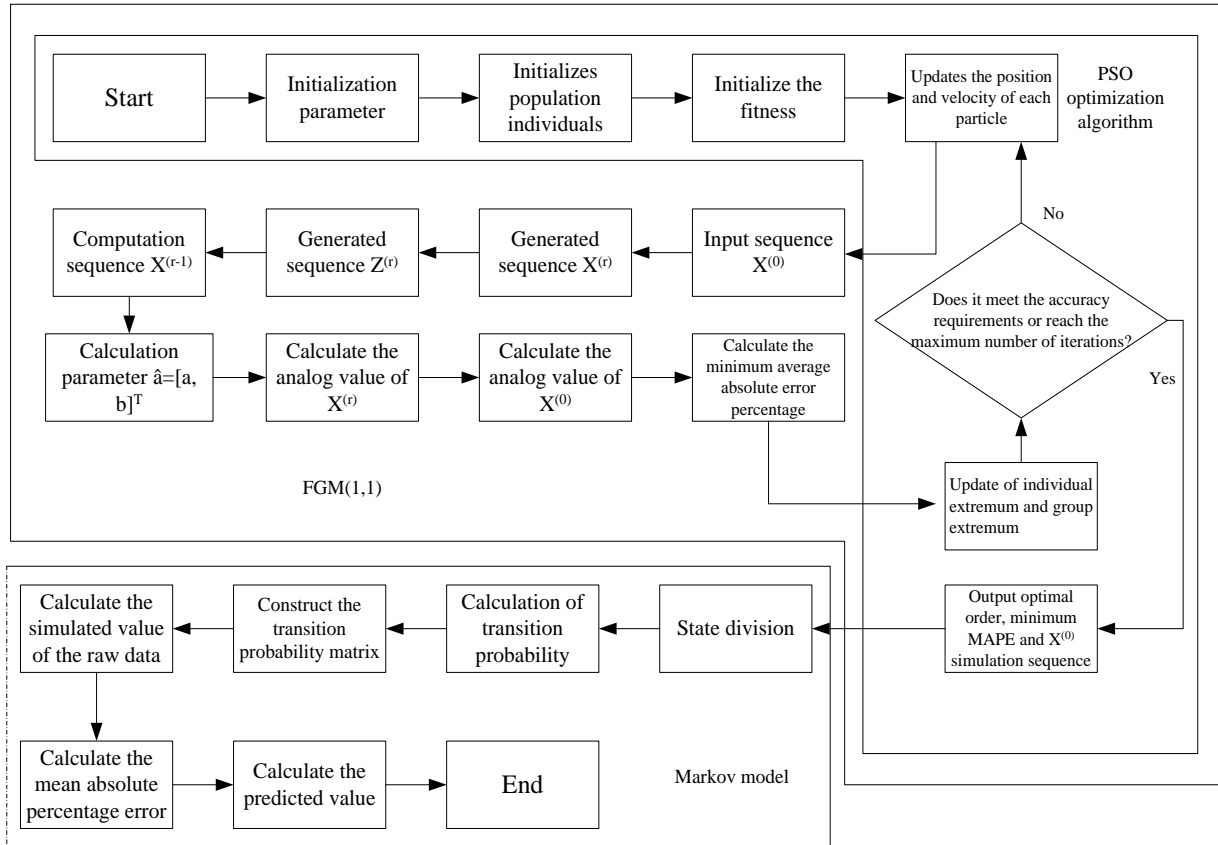 Start
Initialization
parameter
Initializes
population
individuals
Initialize the
fitness
Updates the position
and velocity of each
particle
PSO
optimization
algorithm
Computation
sequence X(r-1)
Generated
sequence Z(r)
Generated
sequence X(r)
Input sequence
X(0)
No
Does it meet the accuracy
requirements or reach the
maximum number of iterations?
Yes
Calculation
parameter â=[a,
b]T
Calculate the
analog value of
X(r)
Calculate the
analog value of
X(0)
Calculate the
minimum average
absolute error
percentage
FGM(1,1)
Update of individual
extremum and group
extremum
Output optimal
order, minimum
MAPE and X(0)
simulation sequence
State division
Calculation of
transition
probability
Construct the
transition
probability matrix
Calculate the
simulated value
of the raw data
Calculate the
mean absolute
percentage error
Calculate the
predicted value
End
Markov model